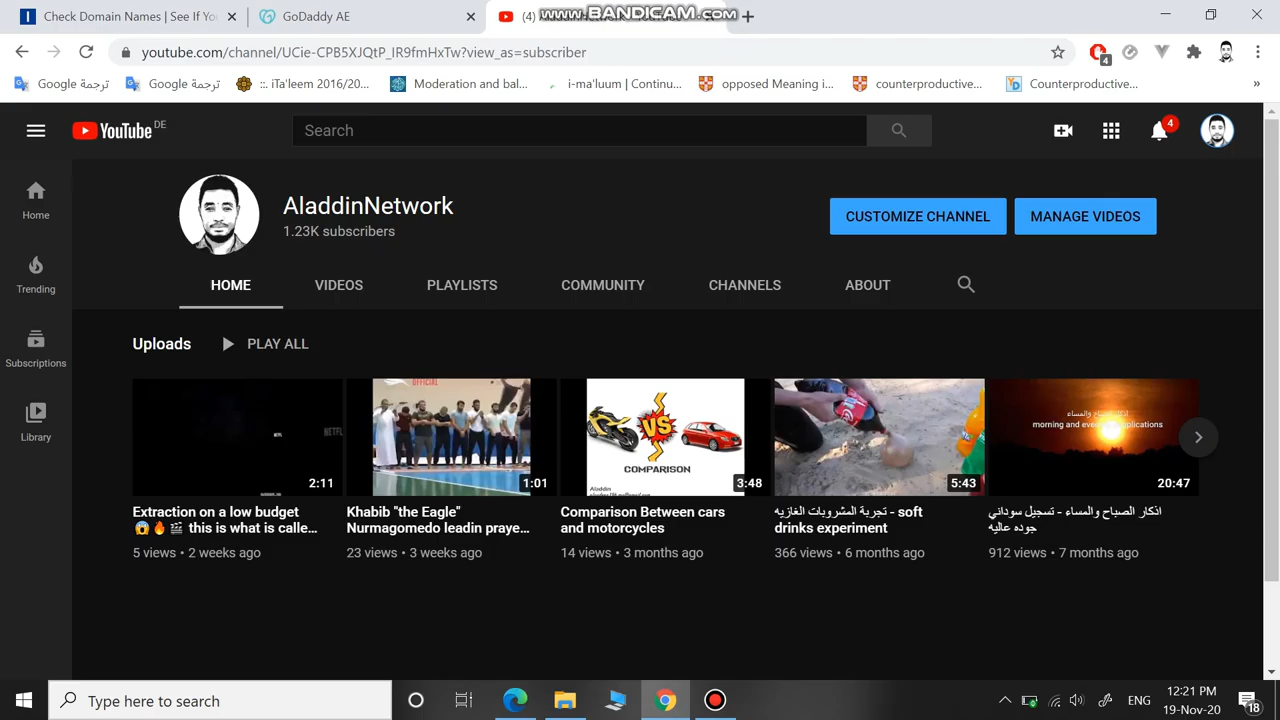 Check Domain Names | See If Yo
GoDaddy AE
www.BANDICAM.com
youtube.com/channel/UCie-CPB5XJQtP_IR9fmHxTw?view_as=subscriber
4
ترجمة Google
ترجمة Google
::. iTa'leem 2016/20...
Moderation and bal...
i-ma'luum | Continu...
opposed Meaning i...
counterproductive...
Counterproductive...
»
YouTube DE
Search
4
AladdinNetwork
1.23K subscribers
CUSTOMIZE CHANNEL
MANAGE VIDEOS
HOME
VIDEOS
PLAYLISTS
COMMUNITY
CHANNELS
ABOUT
Home
Trending
Subscriptions
Library
Uploads
PLAY ALL
NETFL
2:11
OFFICIAL
1:01
VS
COMPARISON
Aladdin
3:48
5:43
اذكار الصباح والمساء
morning and evening applications
20:47
Extraction on a low budget
😱🔥🎬 this is what is calle...
5 views • 2 weeks ago
Khabib "the Eagle"
Nurmagomedo leadin praye...
23 views • 3 weeks ago
Comparison Between cars
and motorcycles
14 views • 3 months ago
تجربة المشروبات الغازيه - soft
drinks experiment
366 views • 6 months ago
اذكار الصباح والمساء - تسجيل سوداني
جوده عاليه
912 views • 7 months ago
Type here to search
ENG
12:21 PM
19-Nov-20
18